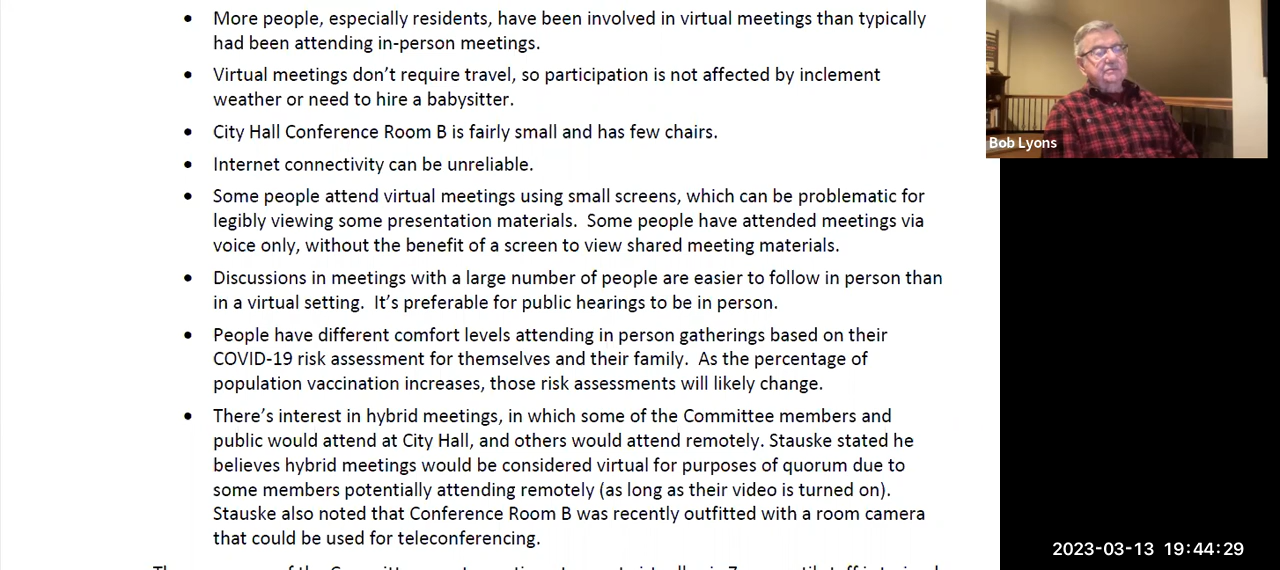 • More people, especially residents, have been involved in virtual meetings than typically
had been attending in-person meetings.
• Virtual meetings don't require travel, so participation is not affected by inclement
weather or need to hire a babysitter.
• City Hall Conference Room B is fairly small and has few chairs.
• Internet connectivity can be unreliable.
• Some people attend virtual meetings using small screens, which can be problematic for
legibly viewing some presentation materials.  Some people have attended meetings via
voice only, without the benefit of a screen to view shared meeting materials.
• Discussions in meetings with a large number of people are easier to follow in person than
in a virtual setting.  It's preferable for public hearings to be in person.
• People have different comfort levels attending in person gatherings based on their
COVID-19 risk assessment for themselves and their family.  As the percentage of
population vaccination increases, those risk assessments will likely change.
• There's interest in hybrid meetings, in which some of the Committee members and
public would attend at City Hall, and others would attend remotely. Stauske stated he
believes hybrid meetings would be considered virtual for purposes of quorum due to
some members potentially attending remotely (as long as their video is turned on).
Stauske also noted that Conference Room B was recently outfitted with a room camera
that could be used for teleconferencing.
Bob Lyons
2023-03-13 19:44:29